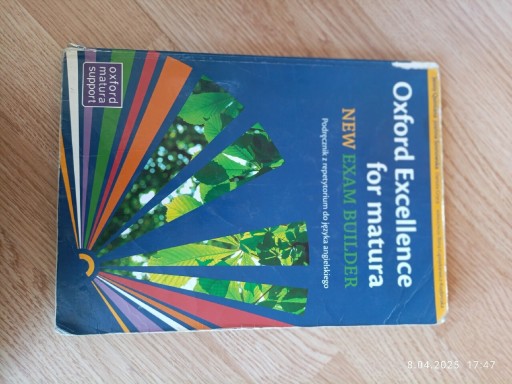 Oxford Excellence
for matura
NEW EXAM BUILDER
Podręcznik z repetytorium do języka angielskiego
oxford
matura
support
8.04.2025 17:47